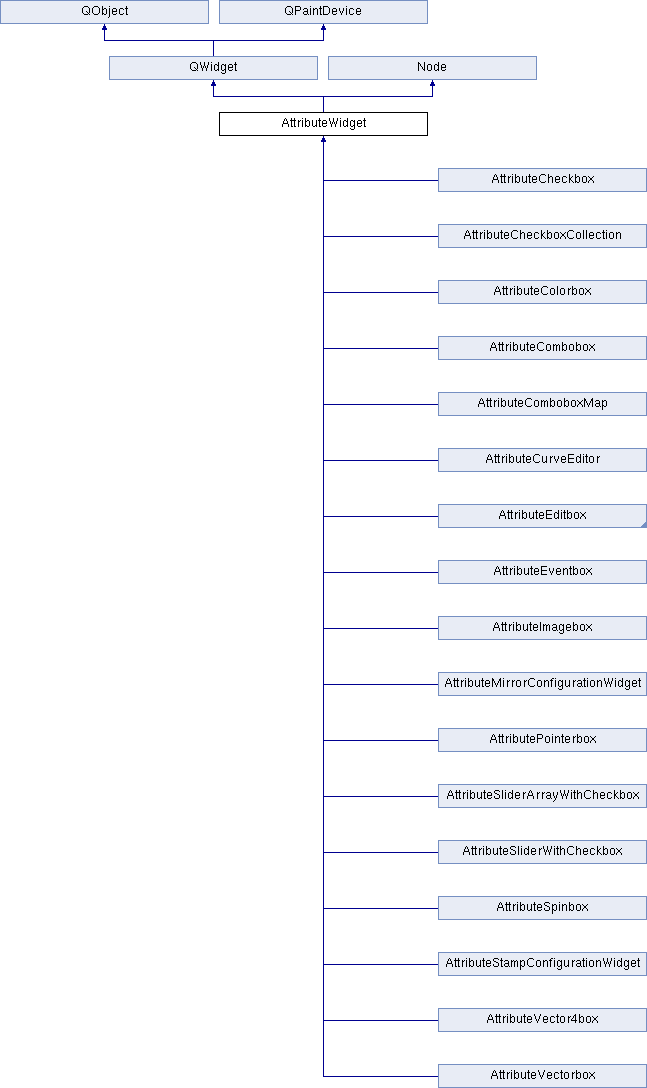 QObject
QPaintDevice
QWidget
Node
AttributeWidget
AttributeCheckbox
AttributeCheckboxCollection
AttributeColorbox
AttributeCombobox
AttributeComboboxMap
AttributeCurveEditor
AttributeEditbox
AttributeEventbox
AttributeImagebox
AttributeMirrorConfigurationWidget
AttributePointerbox
AttributeSliderArrayWithCheckbox
AttributeSliderWithCheckbox
AttributeSpinbox
AttributeStampConfigurationWidget
AttributeVector4box
AttributeVectorbox